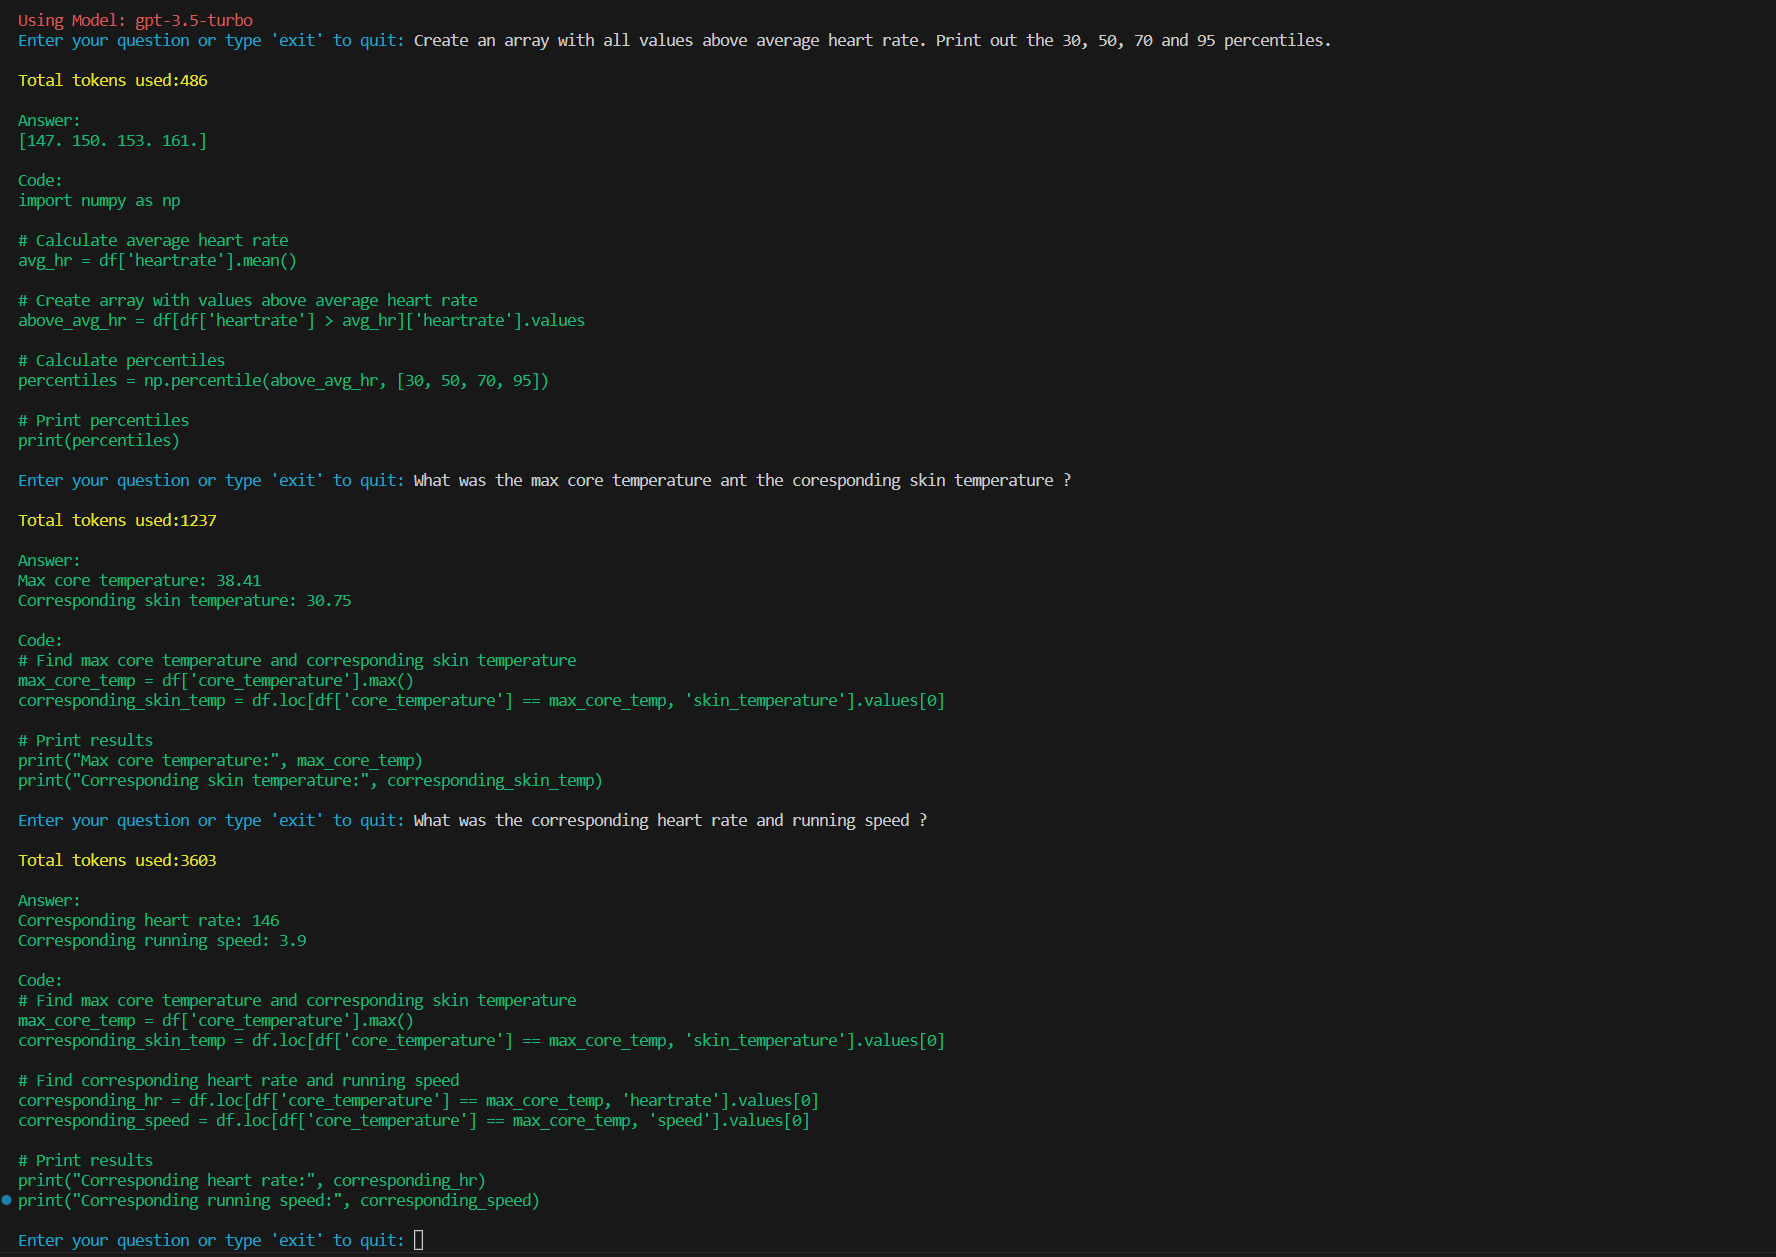 Using Model: gpt-3.5-turbo
Enter your question or type 'exit' to quit: Create an array with all values above average heart rate. Print out the 30, 50, 70 and 95 percentiles.
Total tokens used:486
Answer:
[147. 150. 153. 161.]
Code:
import numpy as np
# Calculate average heart rate
avg_hr = df['heartrate'].mean()
# Create array with values above average heart rate
above_avg_hr = df[df['heartrate'] > avg_hr]['heartrate'].values
# Calculate percentiles
percentiles = np.percentile(above_avg_hr, [30, 50, 70, 95])
# Print percentiles
print(percentiles)
Enter your question or type 'exit' to quit: What was the max core temperature ant the coresponding skin temperature ?
Total tokens used:1237
Answer:
Max core temperature: 38.41
Corresponding skin temperature: 30.75
Code:
# Find max core temperature and corresponding skin temperature
max_core_temp = df['core_temperature'].max()
corresponding_skin_temp = df.loc[df['core_temperature'] == max_core_temp, 'skin_temperature'].values[0]
# Print results
print("Max core temperature:", max_core_temp)
print("Corresponding skin temperature:", corresponding_skin_temp)
Enter your question or type 'exit' to quit: What was the corresponding heart rate and running speed ?
Total tokens used:3603
Answer:
Corresponding heart rate: 146
Corresponding running speed: 3.9
Code:
# Find max core temperature and corresponding skin temperature
max_core_temp = df['core_temperature'].max()
corresponding_skin_temp = df.loc[df['core_temperature'] == max_core_temp, 'skin_temperature'].values[0]
# Find corresponding heart rate and running speed
corresponding_hr = df.loc[df['core_temperature'] == max_core_temp, 'heartrate'].values[0]
corresponding_speed = df.loc[df['core_temperature'] == max_core_temp, 'speed'].values[0]
# Print results
print("Corresponding heart rate:", corresponding_hr)
print("Corresponding running speed:", corresponding_speed)
Enter your question or type 'exit' to quit: